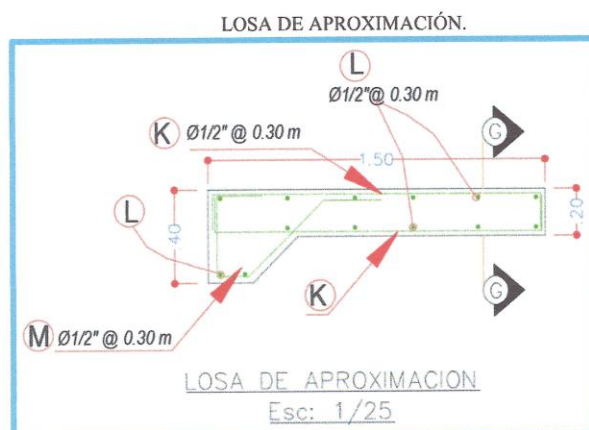 LOSA DE APROXIMACIÓN.
L
Ø1/2" @ 0.30 m
K Ø1/2" @ 0.30 m
G
1.50
L
.40
.20
G
K
M Ø1/2" @ 0.30 m
LOSA DE APROXIMACION
Esc: 1/25